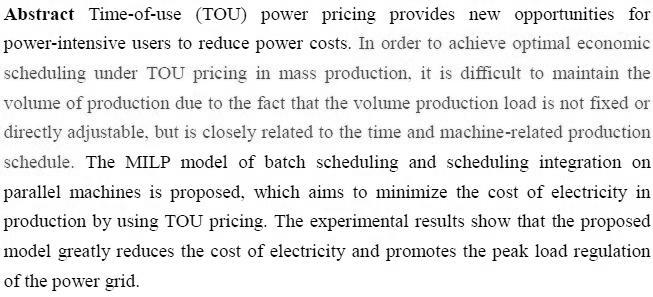 Abstract Time-of-use (TOU) power pricing provides new opportunities for
power-intensive users to reduce power costs. In order to achieve optimal economic
scheduling under TOU pricing in mass production, it is difficult to maintain the
volume of production due to the fact that the volume production load is not fixed or
directly adjustable, but is closely related to the time and machine-related production
schedule. The MILP model of batch scheduling and scheduling integration on
parallel machines is proposed, which aims to minimize the cost of electricity in
production by using TOU pricing. The experimental results show that the proposed
model greatly reduces the cost of electricity and promotes the peak load regulation
of the power grid.